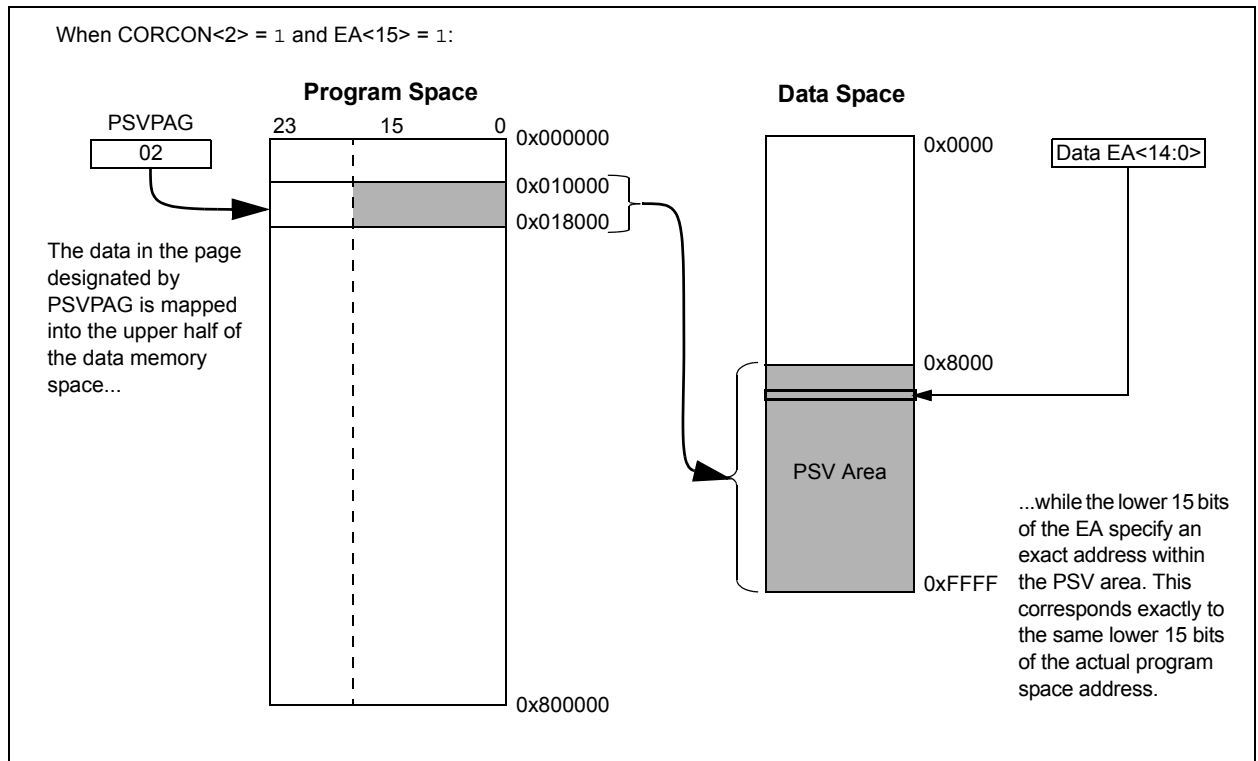 When CORCON<2> = 1 and EA<15> = 1:
Program Space
Data Space
PSVPAG
02
23 15 0
0x000000
0x010000
0x018000
0x800000
The data in the page
designated by
PSVPAG is mapped
into the upper half of
the data memory
space...
0x0000
Data EA<14:0>
0x8000
PSV Area
0xFFFF
...while the lower 15 bits
of the EA specify an
exact address within
the PSV area. This
corresponds exactly to
the same lower 15 bits
of the actual program
space address.